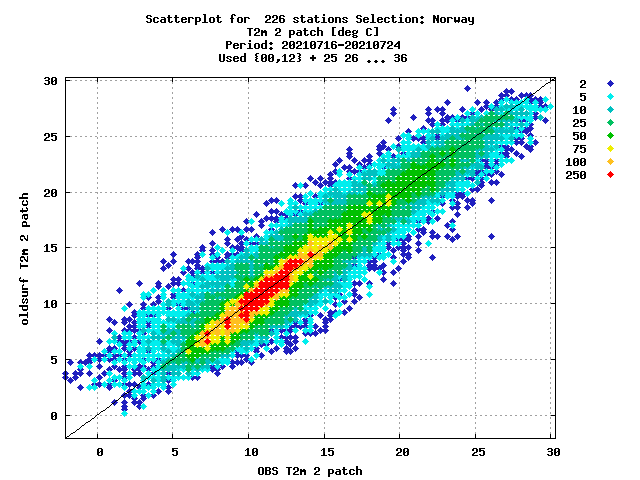 Scatterplot for  226 stations Selection: Norway
T2m 2 patch [deg C]
Period: 20210716-20210724
Used {00,12} + 25 26 ... 36
30
25
20
15
10
5
0
oldsurf T2m 2 patch
0 5 10 15 20 25 30
OBS T2m 2 patch
2
5
10
25
50
75
100
250